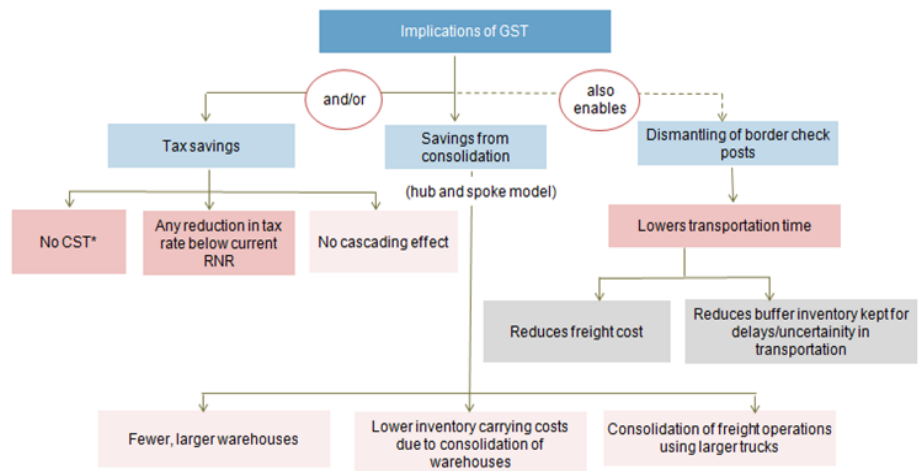 Implications of GST
and/or
also
enables
Tax savings
Savings from
consolidation
(hub and spoke model)
Dismantling of border check
posts
No CST*
Any reduction in tax
rate below current
RNR
No cascading effect
Lowers transportation time
Reduces freight cost
Reduces buffer inventory kept for
delays/uncertainity in
transportation
Fewer, larger warehouses
Lower inventory carrying costs
due to consolidation of
warehouses
Consolidation of freight operations
using larger trucks